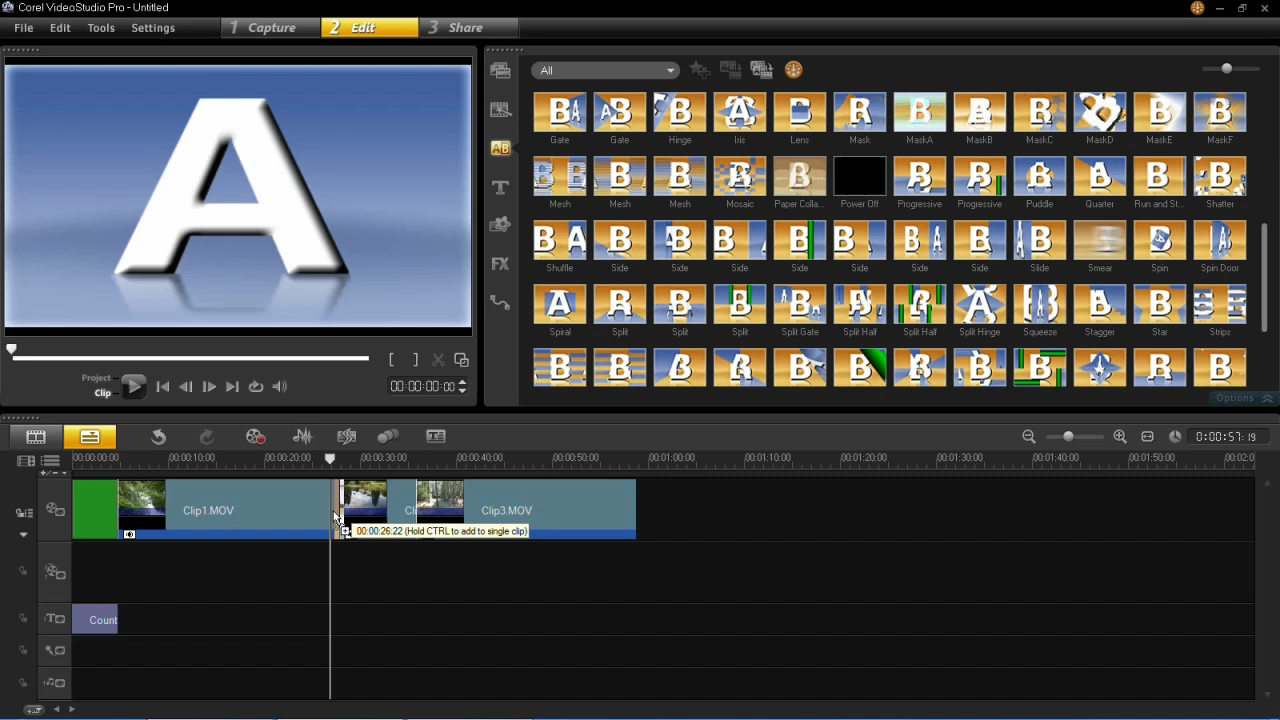 Corel VideoStudio Pro - Untitled
File Edit Tools Settings 1 Capture 2 Edit 3 Share
All
Gate Gate Hinge Iris Lens Mask MaskA MaskB MaskC MaskD MaskE MaskF
Mesh Mesh Mesh Mosaic Paper Colla... Power Off Progressive Progressive Puddle Quarter Run and St... Shatter
Shuffle Side Side Side Side Side Side Side Slide Smear Spin Spin Door
Spiral Split Split Split Split Gate Split Half Split Half Split Hinge Squeeze Stagger Star Strips
A
Project
Clip
00:00:00:00
Options
0:00:57:19
00:00:00:00 00:00:10:00 00:00:20:00 00:00:30:00 00:00:40:00 00:00:50:00 00:01:00:00 00:01:10:00 00:01:20:00 00:01:30:00 00:01:40:00 00:01:50:00 00:02:0
Clip1.MOV Cli Clip3.MOV
00:00:26:22 (Hold CTRL to add to single clip)
Count